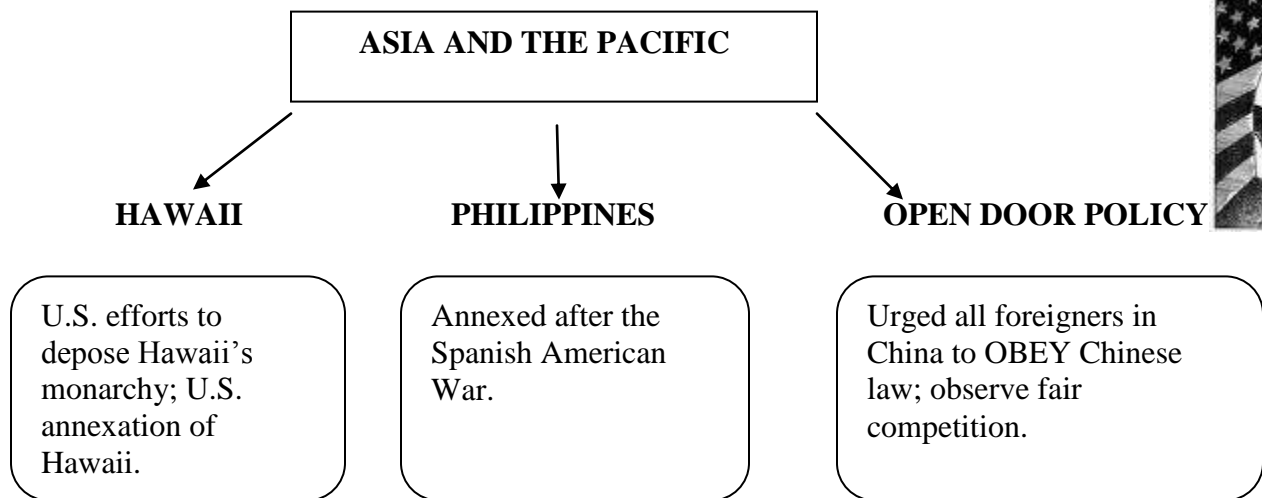 ASIA AND THE PACIFIC
HAWAII
PHILIPPINES
OPEN DOOR POLICY
U.S. efforts to
depose Hawaii’s
monarchy; U.S.
annexation of
Hawaii.
Annexed after the
Spanish American
War.
Urged all foreigners in
China to OBEY Chinese
law; observe fair
competition.